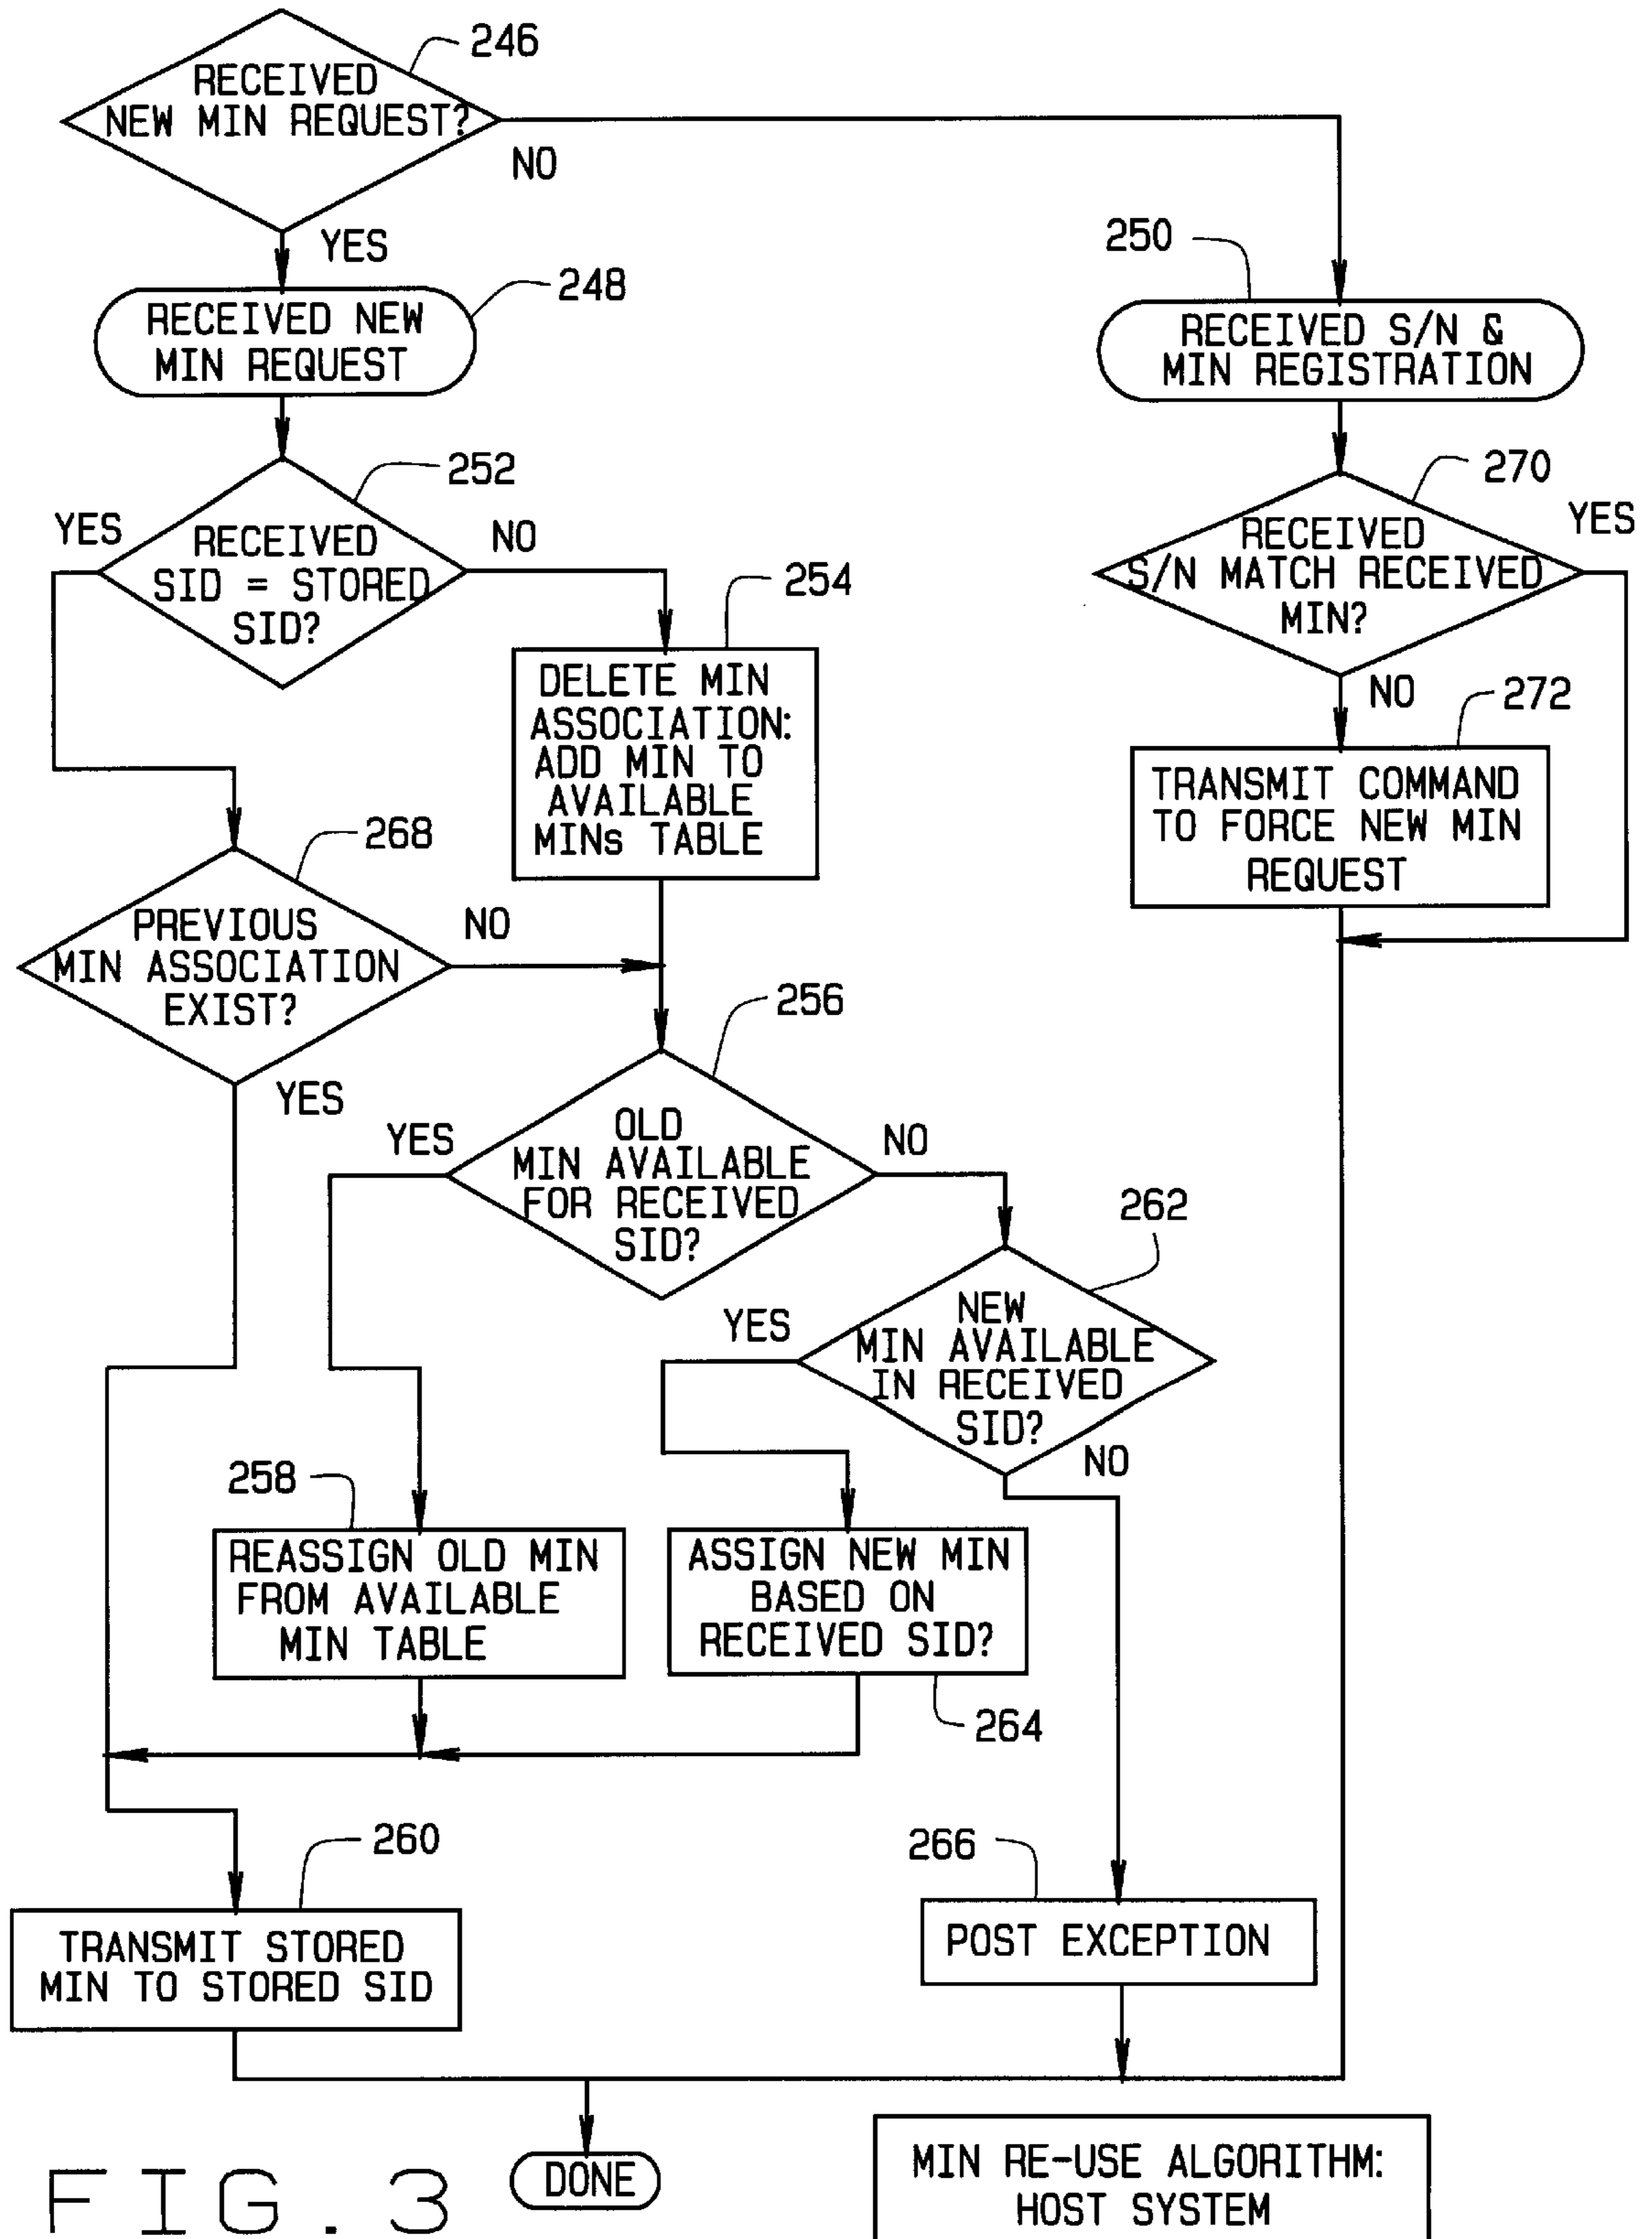 246
RECEIVED
NEW MIN REQUEST?
NO
YES
248
RECEIVED NEW
MIN REQUEST
250
RECEIVED S/N &
MIN REGISTRATION
252
YES
RECEIVED
SID = STORED
SID?
NO
270
RECEIVED
S/N MATCH RECEIVED
MIN?
YES
NO
254
DELETE MIN
ASSOCIATION:
ADD MIN TO
AVAILABLE
MINs TABLE
272
TRANSMIT COMMAND
TO FORCE NEW MIN
REQUEST
268
PREVIOUS
MIN ASSOCIATION
EXIST?
NO
YES
256
YES
OLD
MIN AVAILABLE
FOR RECEIVED
SID?
NO
262
YES
NEW
MIN AVAILABLE
IN RECEIVED
SID?
NO
258
REASSIGN OLD MIN
FROM AVAILABLE
MIN TABLE
ASSIGN NEW MIN
BASED ON
RECEIVED SID?
264
260
TRANSMIT STORED
MIN TO STORED SID
266
POST EXCEPTION
DONE
FIG. 3
MIN RE-USE ALGORITHM:
HOST SYSTEM